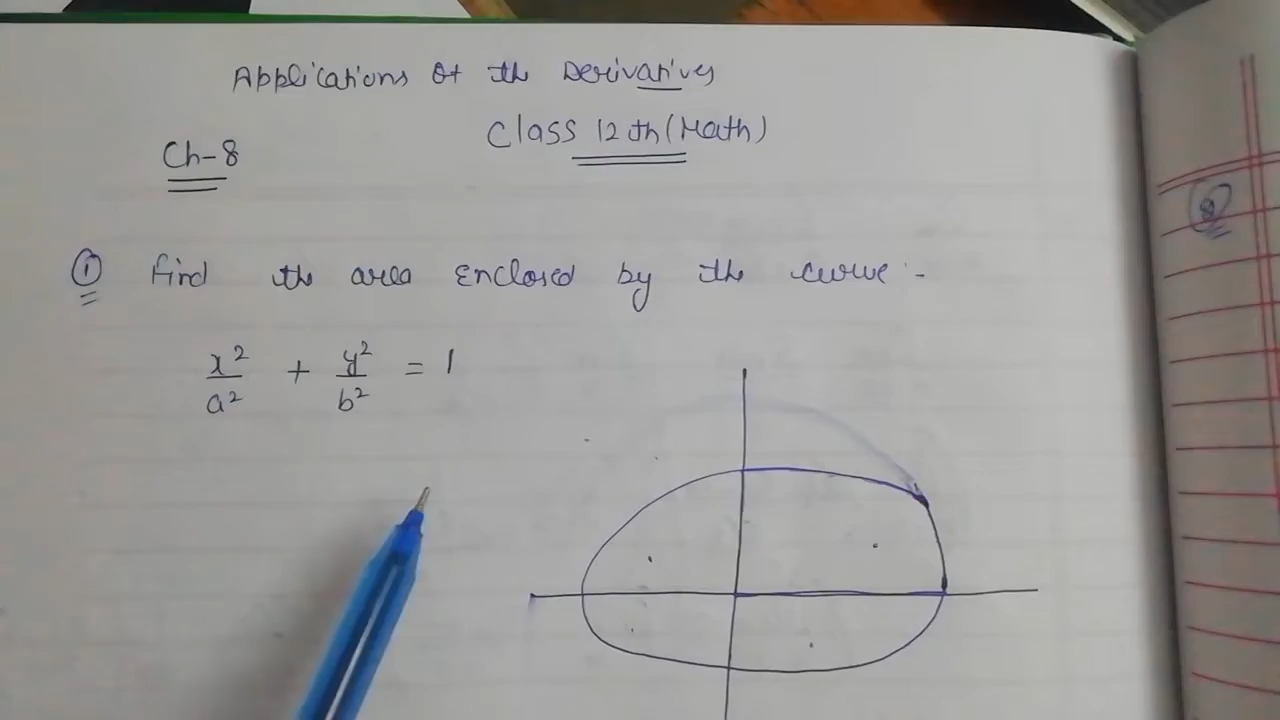 Applications Of the Derivatives
Class 12th (Math)
Ch-8
① Find the area enclosed by the curve :-
x²/a² + y²/b² = 1